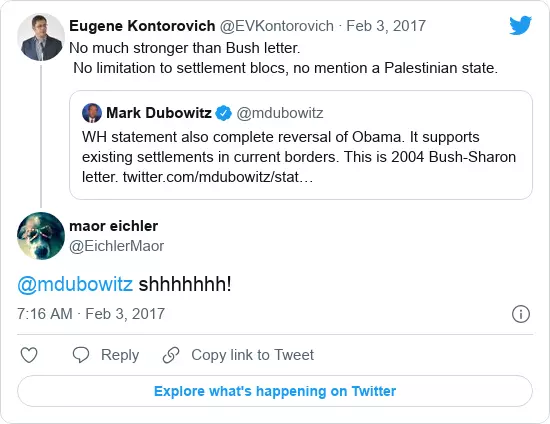 Eugene Kontorovich @EVKontorovich · Feb 3, 2017
No much stronger than Bush letter.
No limitation to settlement blocs, no mention a Palestinian state.
Mark Dubowitz @mdubowitz
WH statement also complete reversal of Obama. It supports
existing settlements in current borders. This is 2004 Bush-Sharon
letter. twitter.com/mdubowitz/stat…
maor eichler
@EichlerMaor
@mdubowitz shhhhhhh!
7:16 AM · Feb 3, 2017
Reply
Copy link to Tweet
Explore what's happening on Twitter